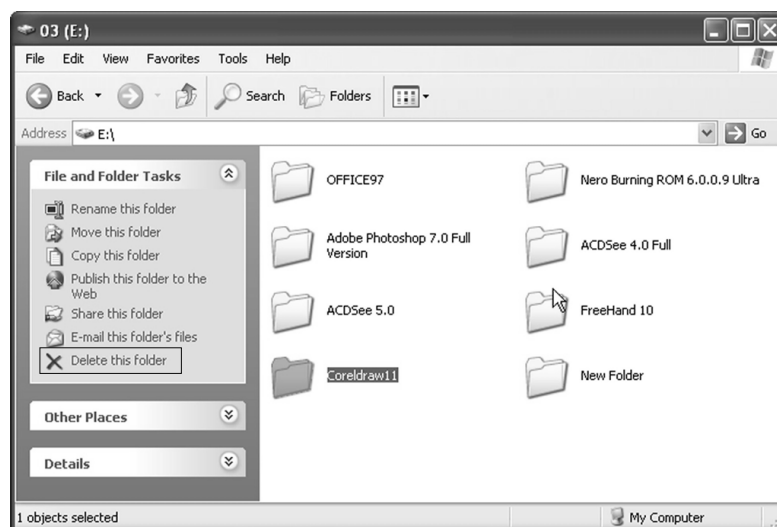 03 (E:)
File Edit View Favorites Tools Help
Back Search Folders
Address E:\ Go
File and Folder Tasks
Rename this folder
Move this folder
Copy this folder
Publish this folder to the
Web
Share this folder
E-mail this folder's files
Delete this folder
Other Places
Details
OFFICE97
Nero Burning ROM 6.0.0.9 Ultra
Adobe Photoshop 7.0 Full
Version
ACDSee 4.0 Full
ACDSee 5.0
FreeHand 10
Coreldraw11
New Folder
1 objects selected
My Computer